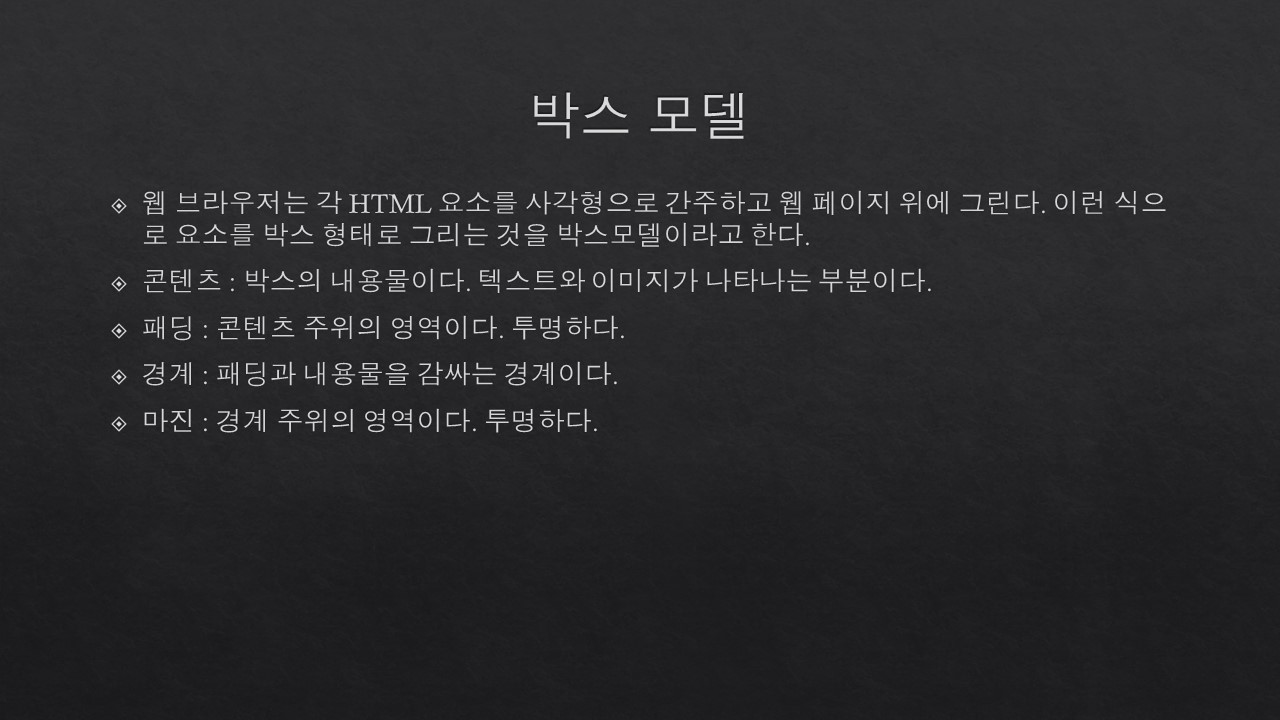 박스 모델
웹 브라우저는 각 HTML 요소를 사각형으로 간주하고 웹 페이지 위에 그린다. 이런 식으
로 요소를 박스 형태로 그리는 것을 박스모델이라고 한다.
콘텐츠 : 박스의 내용물이다. 텍스트와 이미지가 나타나는 부분이다.
패딩 : 콘텐츠 주위의 영역이다. 투명하다.
경계 : 패딩과 내용물을 감싸는 경계이다.
마진 : 경계 주위의 영역이다. 투명하다.